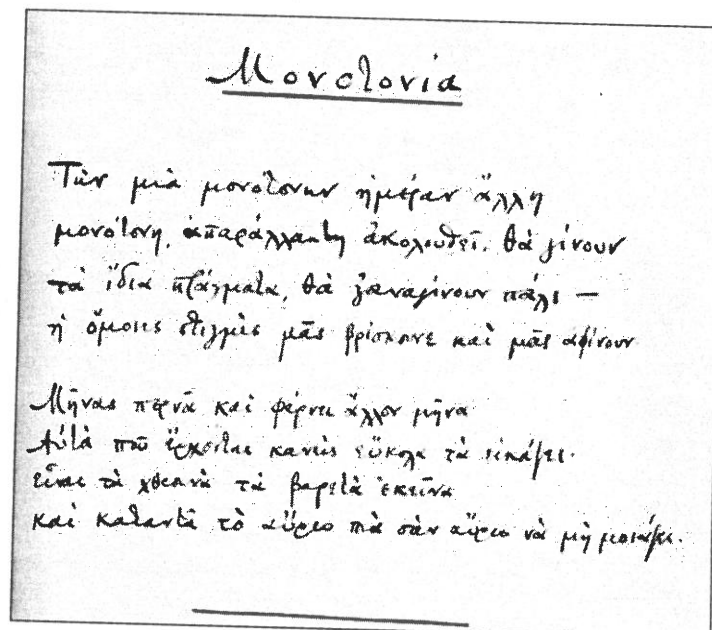 Μονοτονία
Τὴν μιὰ μονότονην ἡμέραν ἄλλη
μονότονη, ἀπαράλλακτη ἀκολουθεῖ. Θὰ γίνουν
τὰ ἴδια πράγματα, θὰ ξαναγίνουν πάλι —
ἡ ὅμοιες στιγμὲς μᾶς βρίσκουνε καὶ μᾶς ἀφίνουν.
Μῆνας περνᾶ καὶ φέρνει ἄλλον μῆνα
Αὐτὰ ποῦ ἔρχονται κανεὶς εὔκολα τὰ εἰκάζει·
εἶναι τὰ χθεσινὰ τὰ βαρετὰ ἐκεῖνα
καὶ καταντᾶ τὸ αὔριο πιὰ σὰν αὔριο νὰ μὴ μοιάζει.